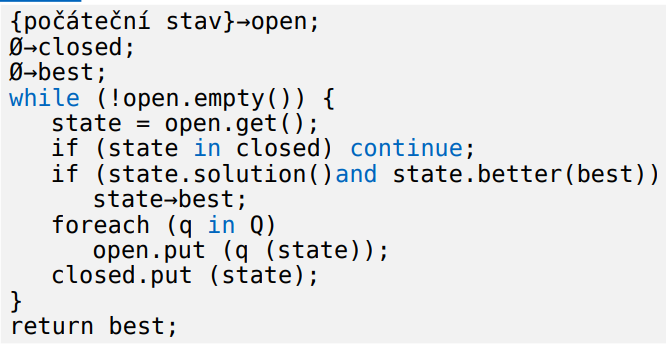 {počáteční stav}→open;
Ø→closed;
Ø→best;
while (!open.empty()) {
state = open.get();
if (state in closed) continue;
if (state.solution()and state.better(best))
state→best;
foreach (q in Q)
open.put (q (state));
closed.put (state);
}
return best;